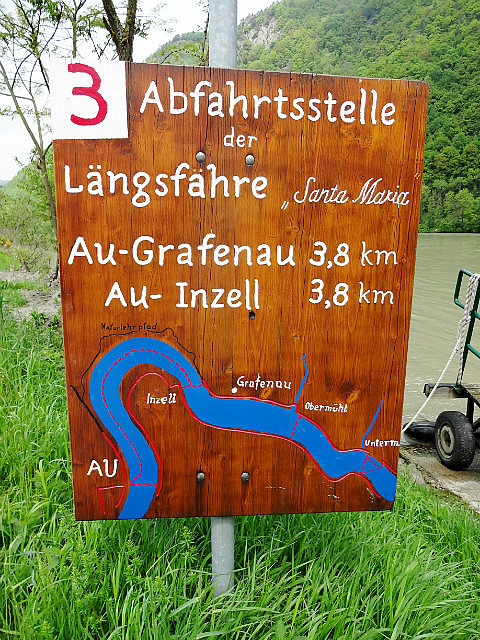 3
Abfahrtsstelle
der
Längsfähre „Santa Maria
Au-Grafenau 3,8 km
Au- Inzell 3,8 km
Naturlehrpfad
Grafenau
Inzell
Obermühl
Unterm
AU